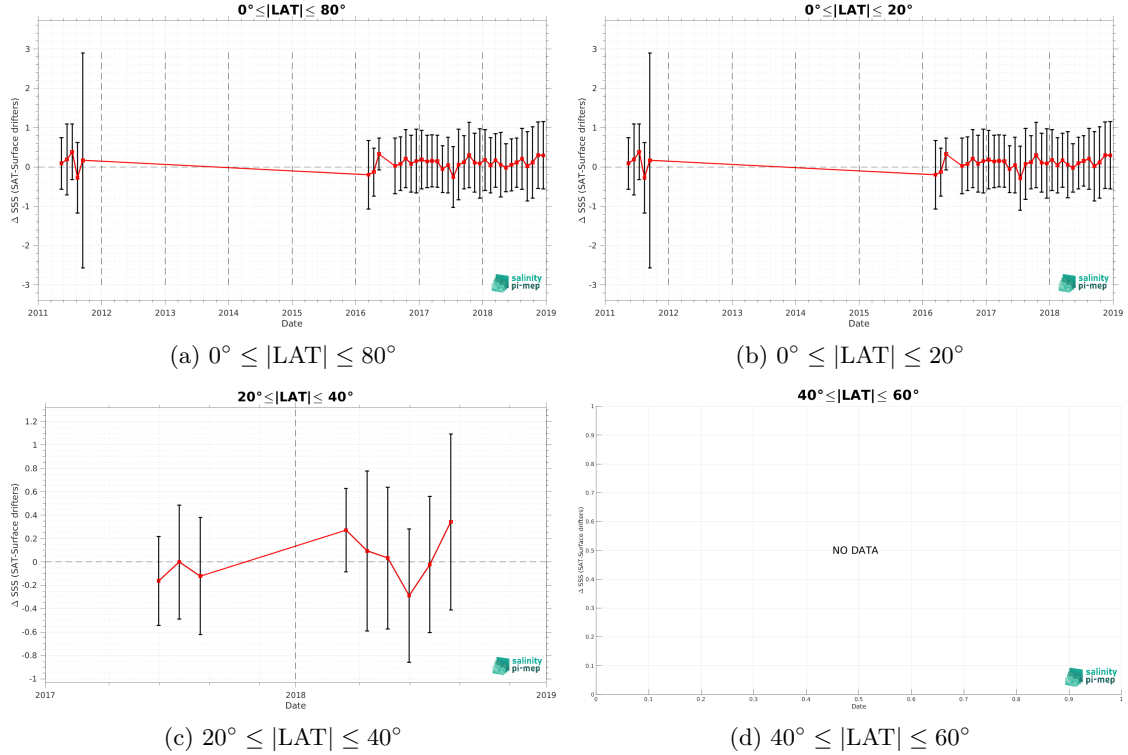 0°≤|LAT|≤ 80°
3
2
1
0
-1
-2
-3
Δ SSS (SAT-Surface drifters)
2011 2012 2013 2014 2015 2016 2017 2018 2019
Date
salinity
pi-mep
(a) 0° ≤ |LAT| ≤ 80°
0°≤|LAT|≤ 20°
3
2
1
0
-1
-2
-3
Δ SSS (SAT-Surface drifters)
2011 2012 2013 2014 2015 2016 2017 2018 2019
Date
salinity
pi-mep
(b) 0° ≤ |LAT| ≤ 20°
20°≤|LAT|≤ 40°
1.2
1
0.8
0.6
0.4
0.2
0
-0.2
-0.4
-0.6
-0.8
-1
Δ SSS (SAT-Surface drifters)
2017 2018 2019
Date
salinity
pi-mep
(c) 20° ≤ |LAT| ≤ 40°
40°≤|LAT|≤ 60°
1
0.9
0.8
0.7
0.6
0.5
0.4
0.3
0.2
0.1
0
Δ SSS (SAT-Surface drifters)
NO DATA
0 0.1 0.2 0.3 0.4 0.5 0.6 0.7 0.8 0.9 1
Date
salinity
pi-mep
(d) 40° ≤ |LAT| ≤ 60°